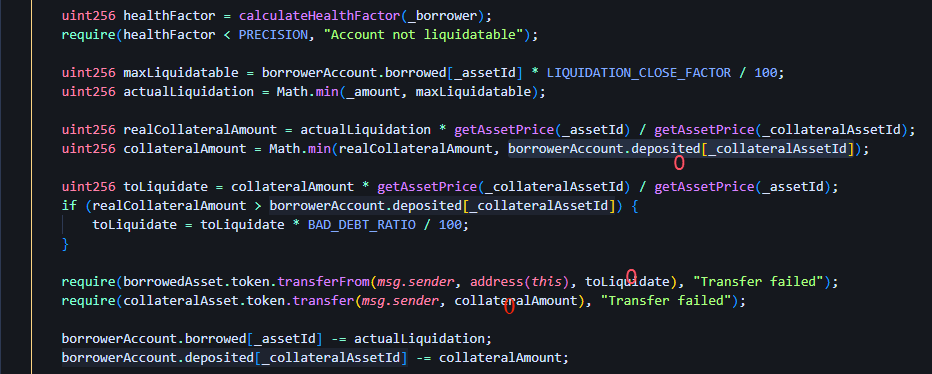 uint256 healthFactor = calculateHealthFactor(_borrower);
require(healthFactor < PRECISION, "Account not liquidatable");
uint256 maxLiquidatable = borrowerAccount.borrowed[_assetId] * LIQUIDATION_CLOSE_FACTOR / 100;
uint256 actualLiquidation = Math.min(_amount, maxLiquidatable);
uint256 realCollateralAmount = actualLiquidation * getAssetPrice(_assetId) / getAssetPrice(_collateralAssetId);
uint256 collateralAmount = Math.min(realCollateralAmount, borrowerAccount.deposited[_collateralAssetId]);
0
uint256 toLiquidate = collateralAmount * getAssetPrice(_collateralAssetId) / getAssetPrice(_assetId);
if (realCollateralAmount > borrowerAccount.deposited[_collateralAssetId]) {
toLiquidate = toLiquidate * BAD_DEBT_RATIO / 100;
}
0
require(borrowedAsset.token.transferFrom(msg.sender, address(this), toLiquidate), "Transfer failed");
require(collateralAsset.token.transfer(msg.sender, collateralAmount), "Transfer failed");
0
borrowerAccount.borrowed[_assetId] -= actualLiquidation;
borrowerAccount.deposited[_collateralAssetId] -= collateralAmount;